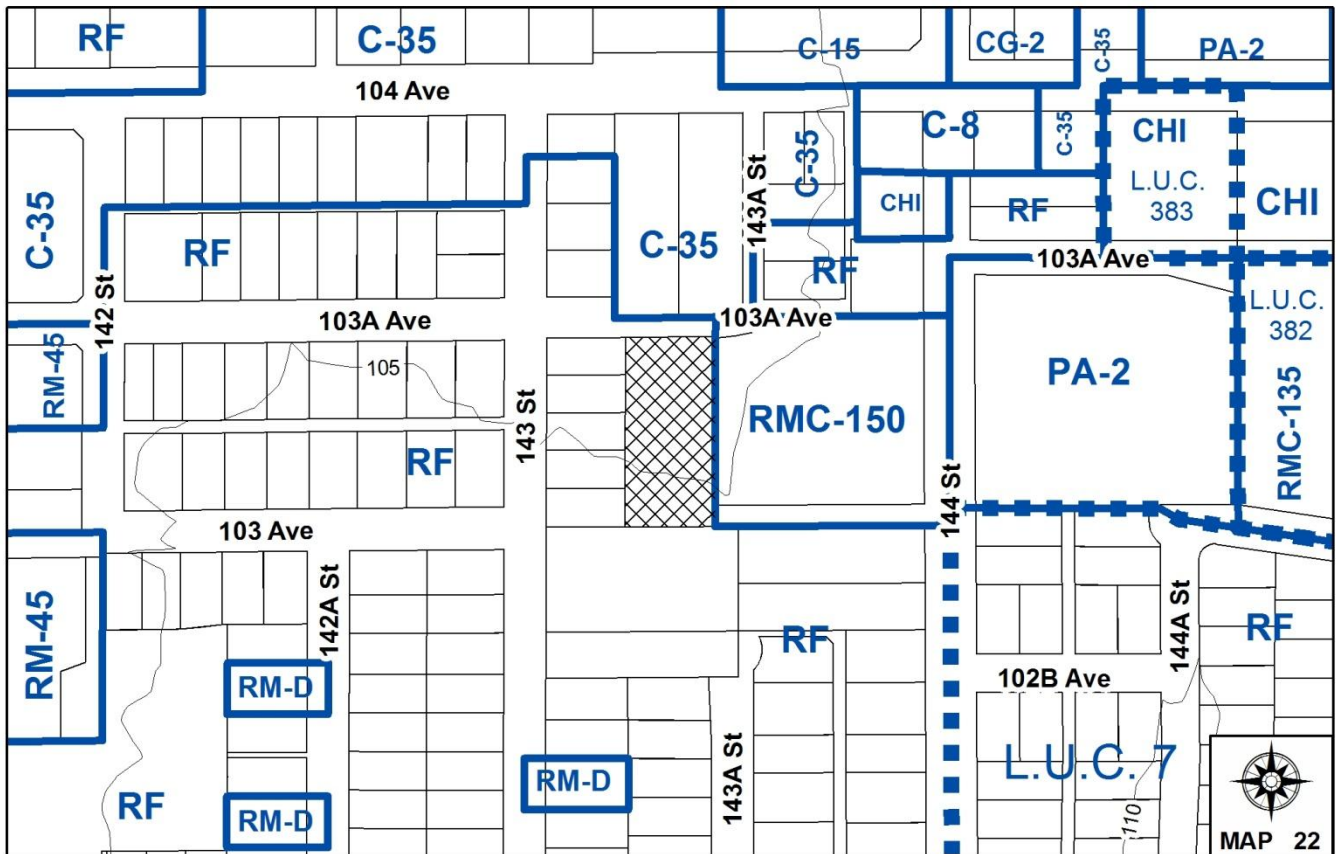 RF
C-35
C-15
CG-2
C-35
PA-2
104 Ave
C-35
C-8
C-35
CHI
L.U.C.
383
CHI
143A St
C-35
CHI
RF
RF
C-35
RF
142 St
103A Ave
103A Ave
103A Ave
L.U.C.
382
RM-45
105
143 St
RMC-150
PA-2
RMC-135
RF
144 St
103 Ave
RM-45
142A St
RF
144A St
RF
RM-D
102B Ave
RM-D
143A St
L.U.C. 7
RF
RM-D
110
MAP 22